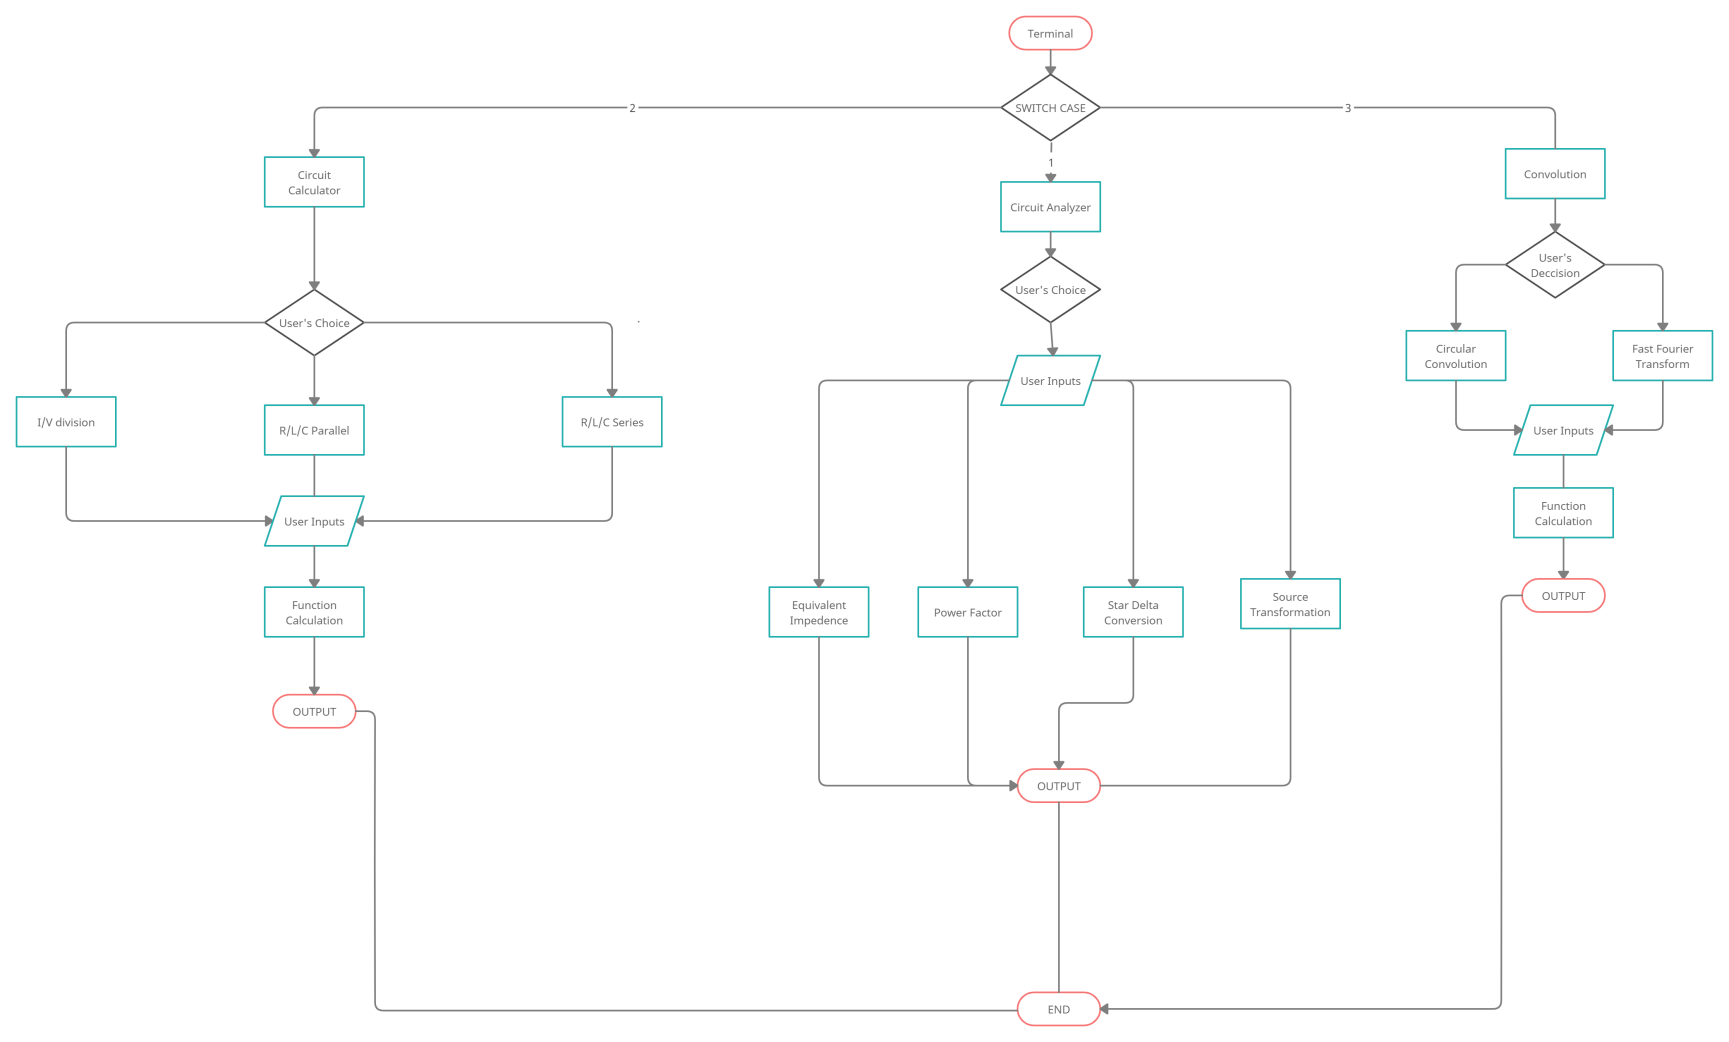 Terminal
SWITCH CASE
2
3
1
Circuit
Calculator
Circuit Analyzer
Convolution
User's Choice
User's Choice
User's
Deccision
I/V division
R/L/C Parallel
R/L/C Series
User Inputs
Circular
Convolution
Fast Fourier
Transform
User Inputs
User Inputs
Function
Calculation
Function
Calculation
Equivalent
Impedence
Power Factor
Star Delta
Conversion
Source
Transformation
OUTPUT
OUTPUT
OUTPUT
END